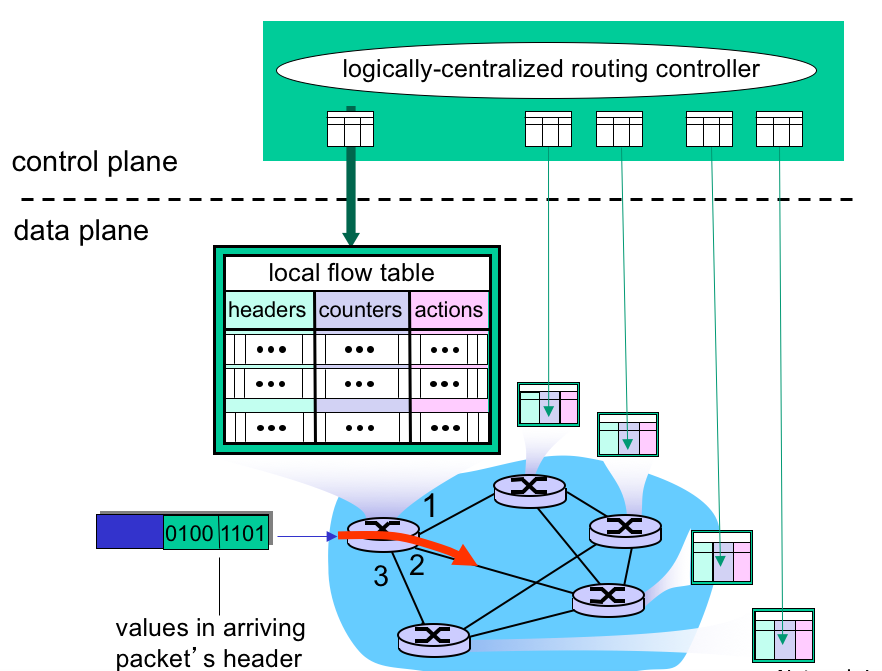 logically-centralized routing controller
control plane
data plane
local flow table
headers counters actions
1
0100 1101
2
3
values in arriving
packet's header